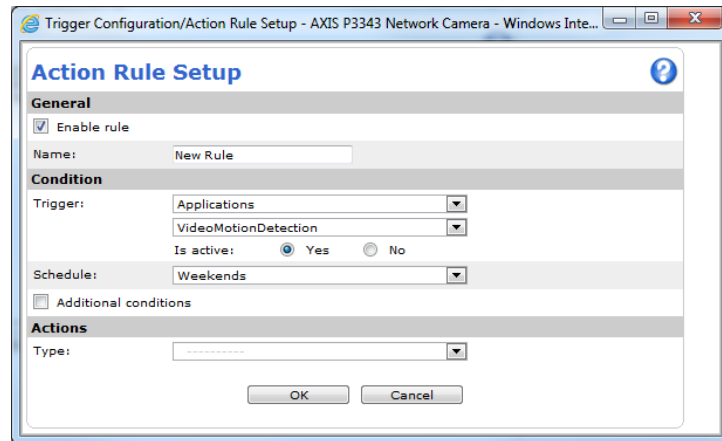 Trigger Configuration/Action Rule Setup - AXIS P3343 Network Camera - Windows Inte...
Action Rule Setup
General
Enable rule
Name: New Rule
Condition
Trigger: Applications
VideoMotionDetection
Is active: Yes No
Schedule: Weekends
Additional conditions
Actions
Type: ----------
OK Cancel